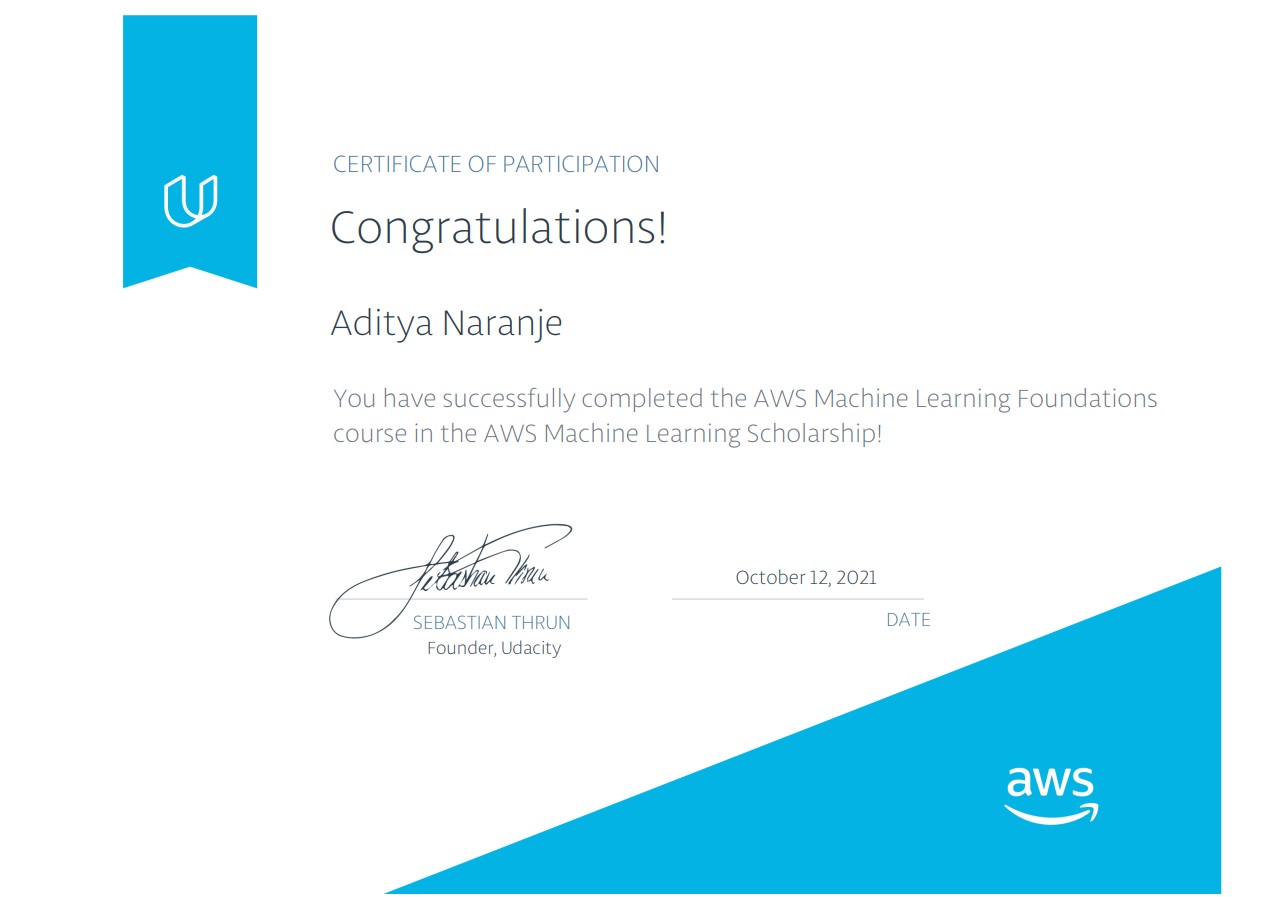 CERTIFICATE OF PARTICIPATION
Congratulations!
Aditya Naranje
You have successfully completed the AWS Machine Learning Foundations
course in the AWS Machine Learning Scholarship!
Sebastian Thrun
October 12, 2021
SEBASTIAN THRUN
DATE
Founder, Udacity
aws